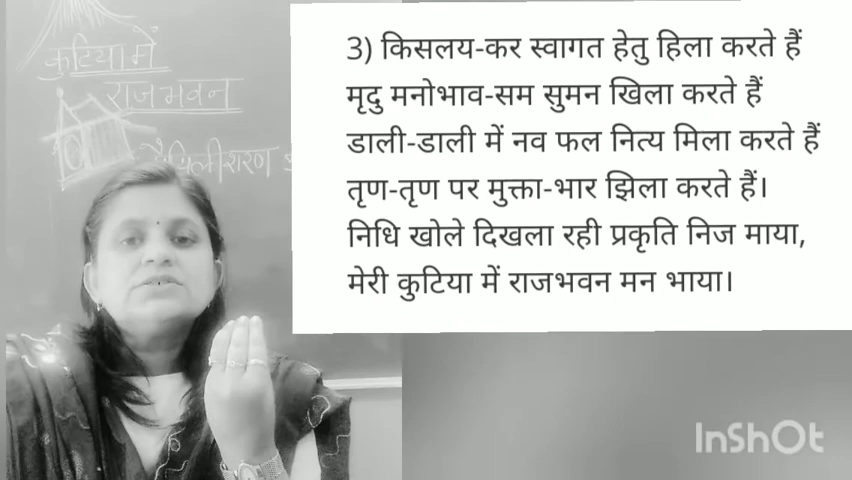 कुटिया में
राजभवन
मैथिलीशरण
3) किसलय-कर स्वागत हेतु हिला करते हैं
मृदु मनोभाव-सम सुमन खिला करते हैं
डाली-डाली में नव फल नित्य मिला करते हैं
तृण-तृण पर मुक्ता-भार झिला करते हैं।
निधि खोले दिखला रही प्रकृति निज माया,
मेरी कुटिया में राजभवन मन भाया।
InShOt